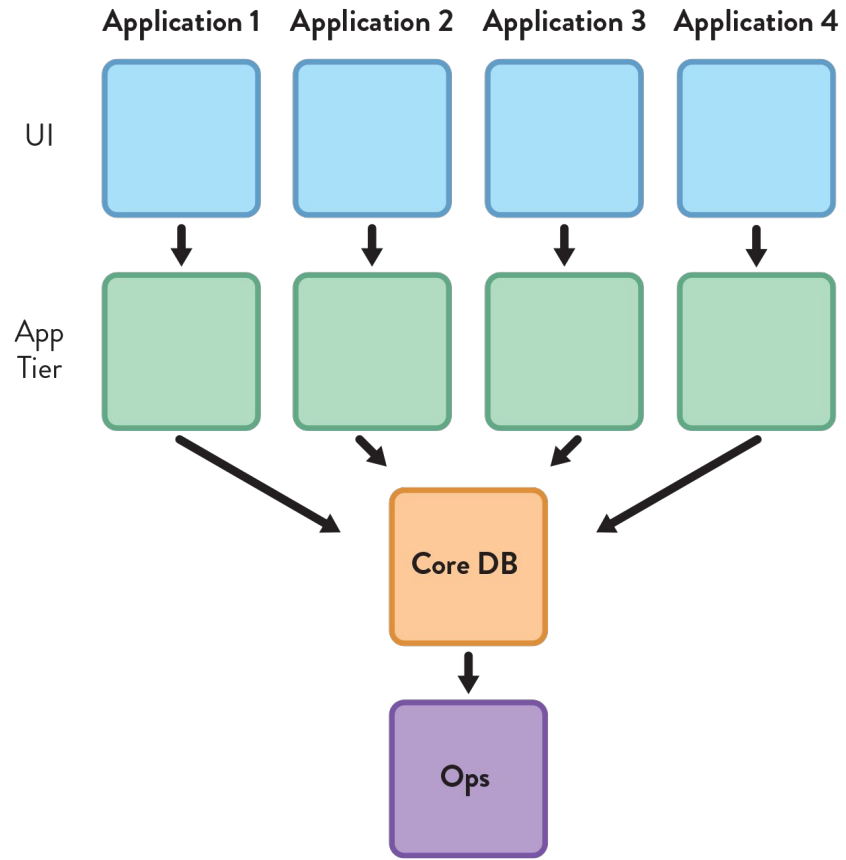 Application 1 Application 2 Application 3 Application 4
UI
App
Tier
Core DB
Ops